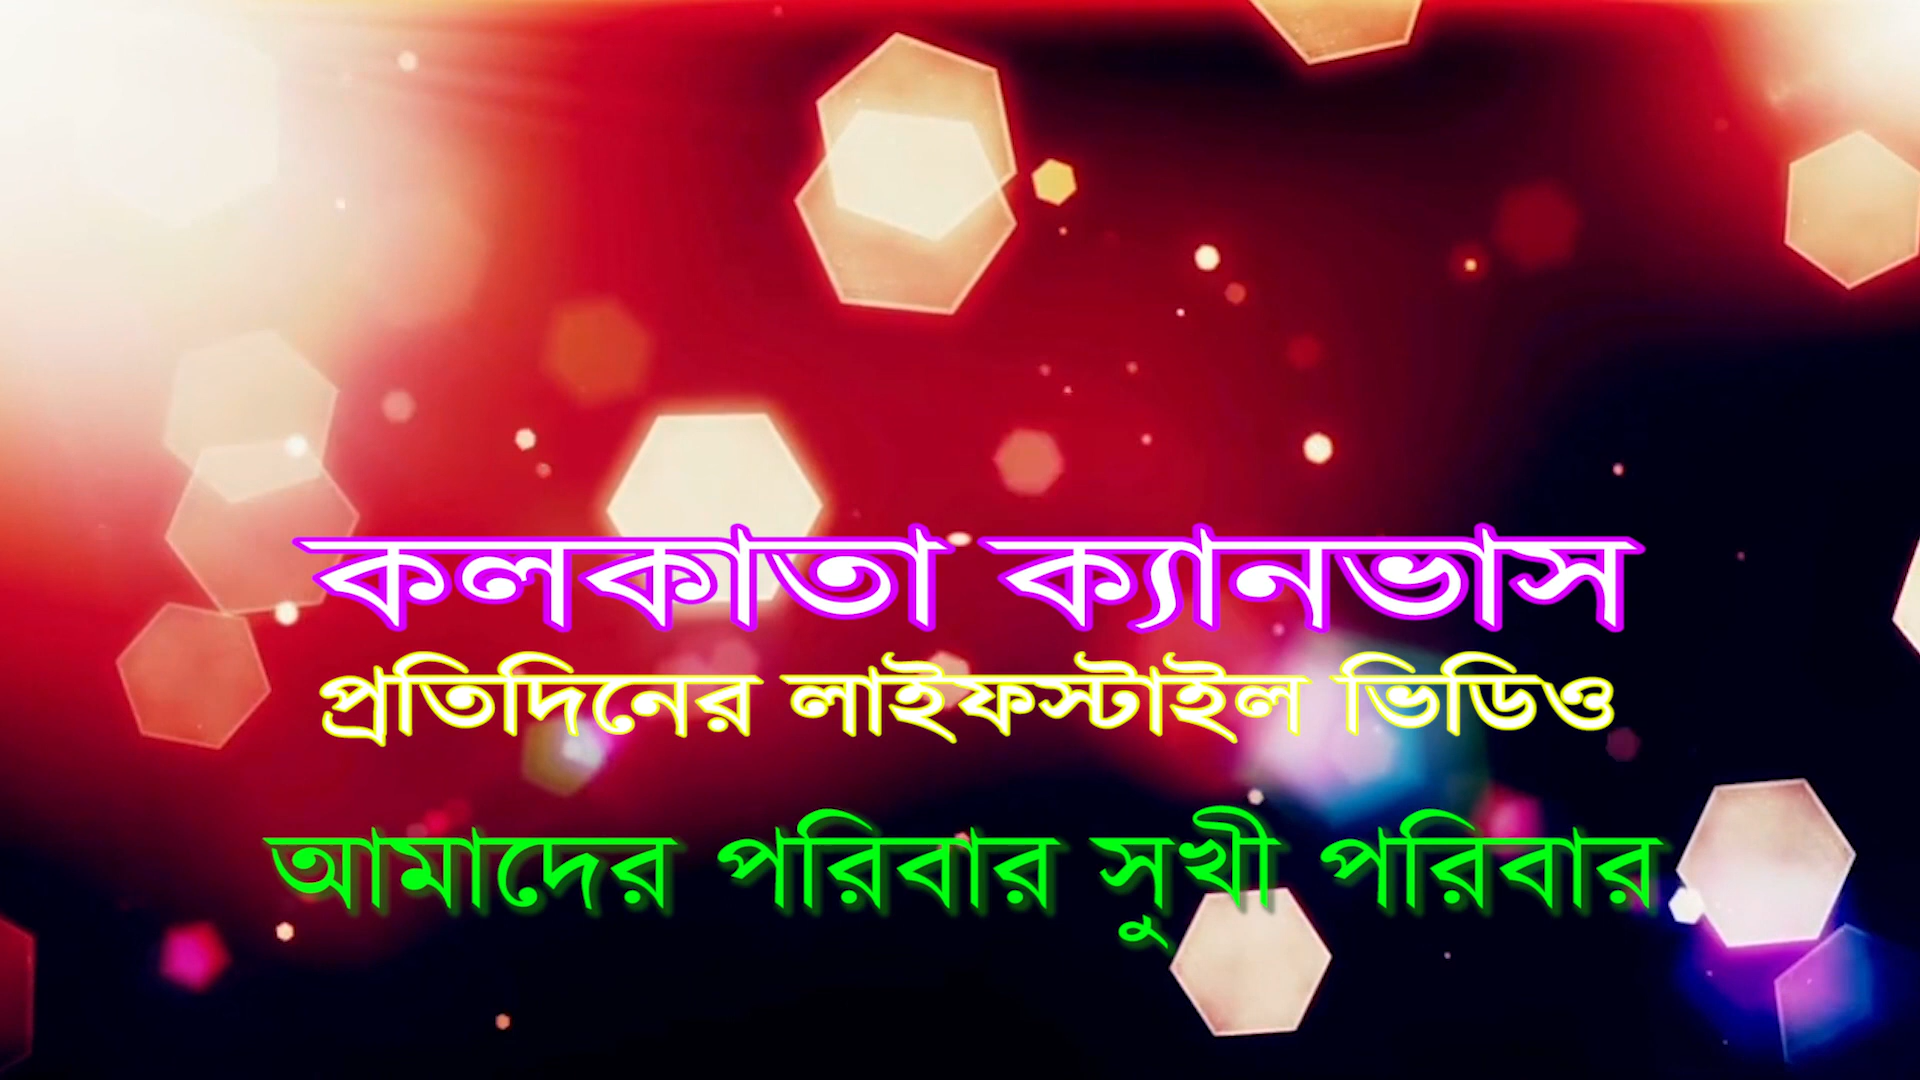 কলকাতা ক্যানভাস
প্রতিদিনের লাইফস্টাইল ভিডিও
আমাদের পরিবার সুখী পরিবার